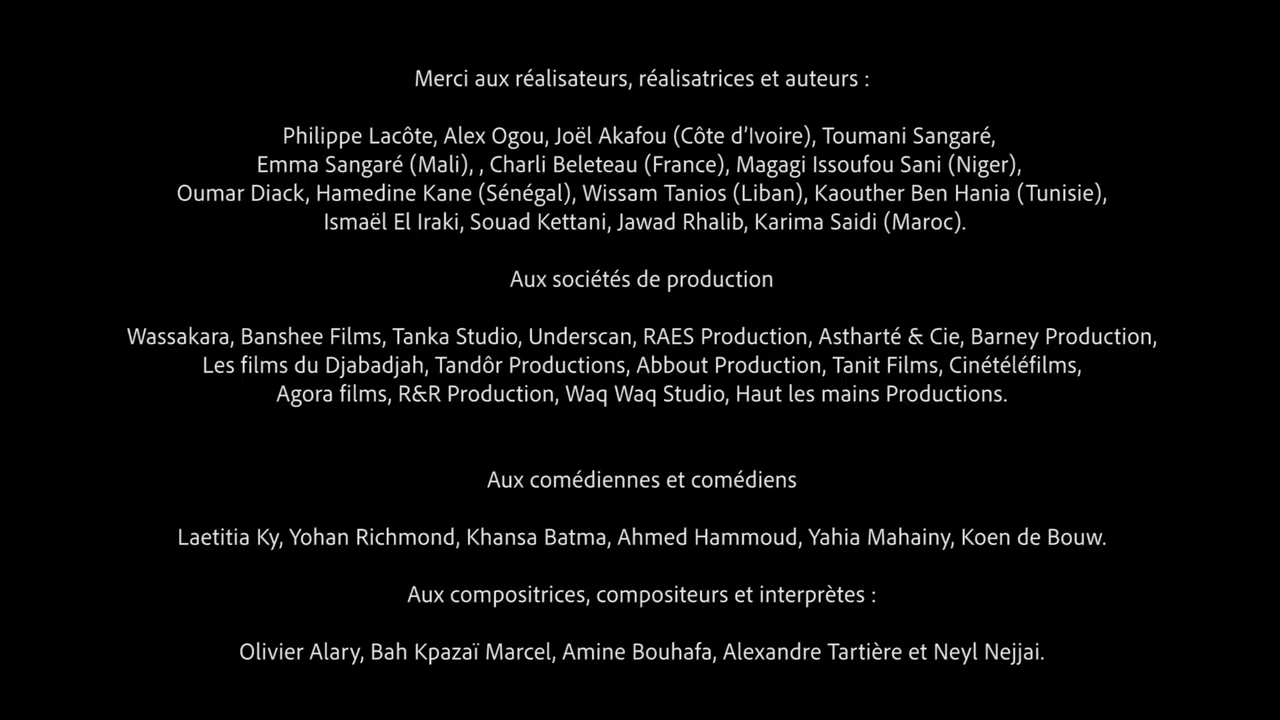 Merci aux réalisateurs, réalisatrices et auteurs :
Philippe Lacôte, Alex Ogou, Joël Akafou (Côte d’Ivoire), Toumani Sangaré,
Emma Sangaré (Mali), , Charli Beleteau (France), Magagi Issoufou Sani (Niger),
Oumar Diack, Hamedine Kane (Sénégal), Wissam Tanios (Liban), Kaouther Ben Hania (Tunisie),
Ismaël El Iraki, Souad Kettani, Jawad Rhalib, Karima Saidi (Maroc).
Aux sociétés de production
Wassakara, Banshee Films, Tanka Studio, Underscan, RAES Production, Astharté & Cie, Barney Production,
Les films du Djabadjah, Tandôr Productions, Abbout Production, Tanit Films, Cinétéléfilms,
Agora films, R&R Production, Waq Waq Studio, Haut les mains Productions.
Aux comédiennes et comédiens
Laetitia Ky, Yohan Richmond, Khansa Batma, Ahmed Hammoud, Yahia Mahainy, Koen de Bouw.
Aux compositrices, compositeurs et interprètes :
Olivier Alary, Bah Kpazaï Marcel, Amine Bouhafa, Alexandre Tartière et Neyl Nejjai.